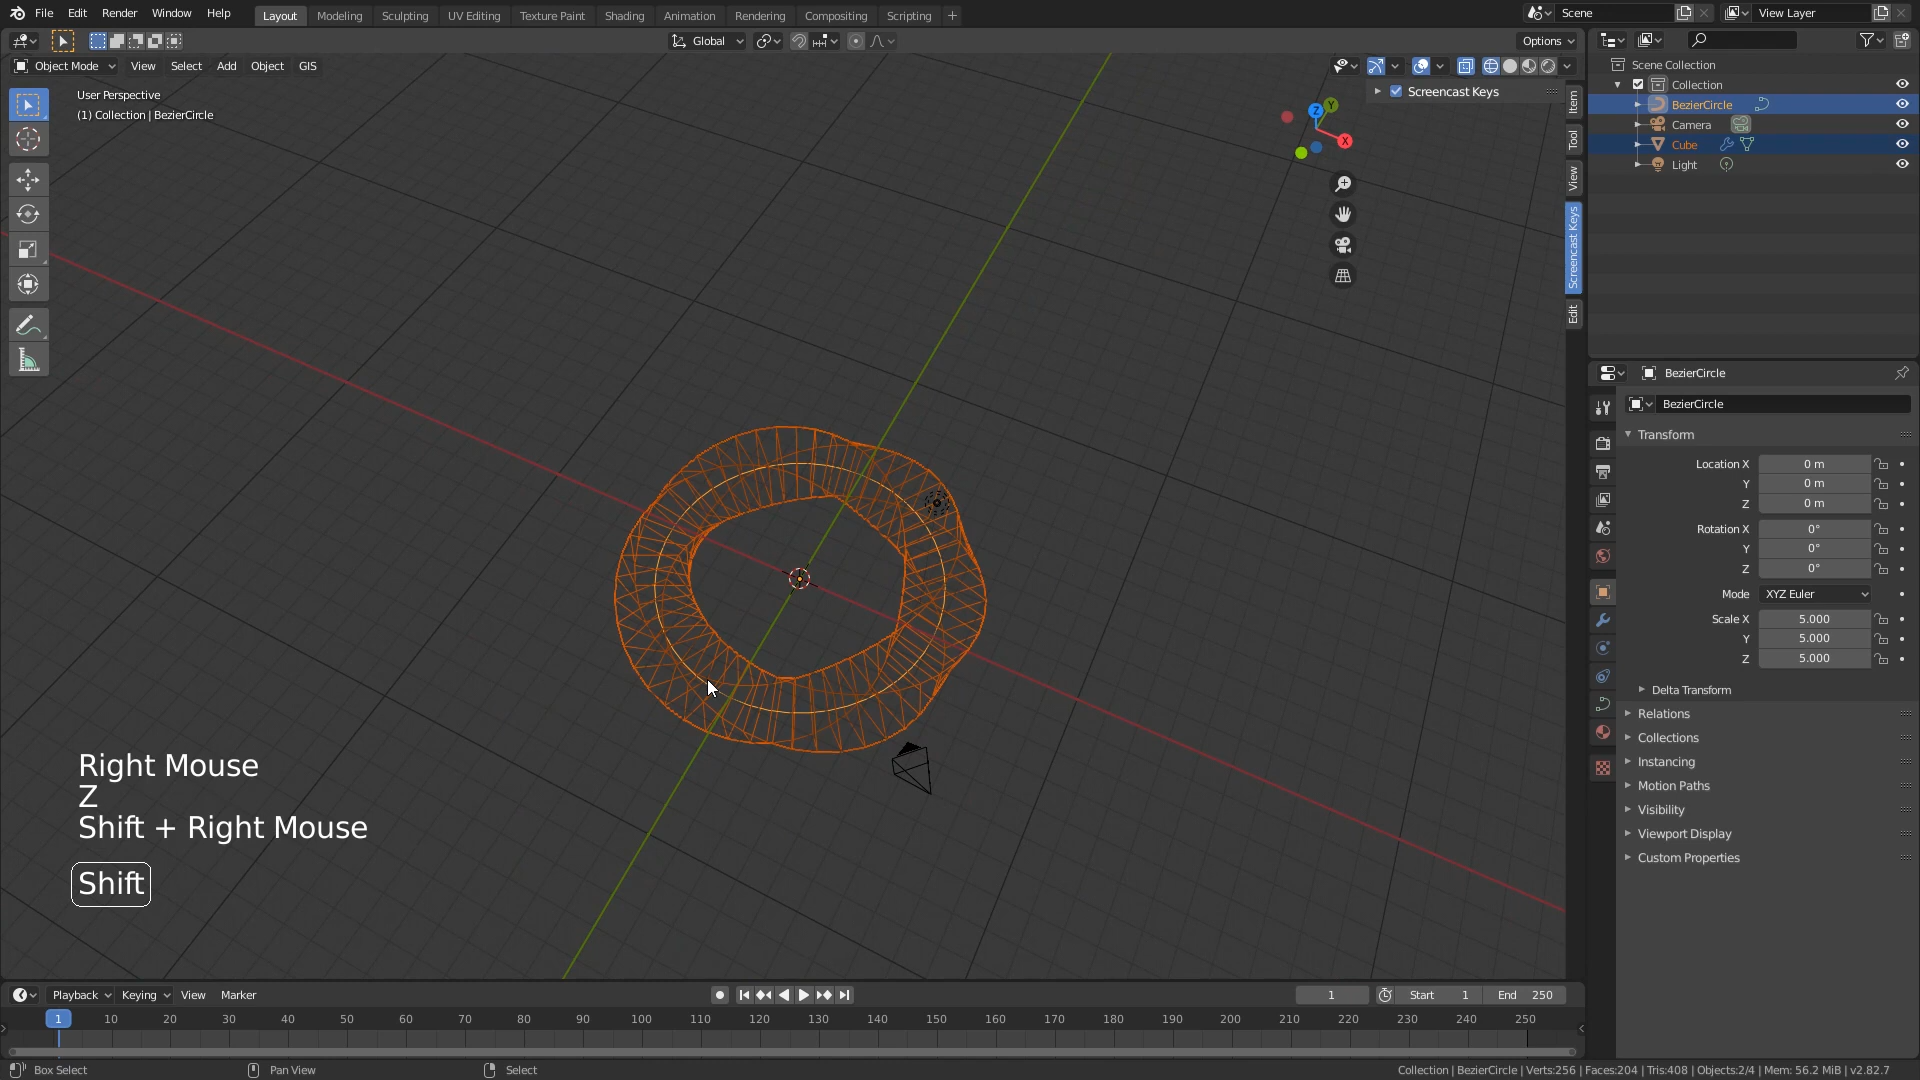 File Edit Render Window Help Layout Modeling Sculpting UV Editing Texture Paint Shading Animation Rendering Compositing Scripting + Scene View Layer
Global Options
Object Mode View Select Add Object GIS
User Perspective
(1) Collection | BezierCircle
Screencast Keys
Z Y X
Item
Tool
View
Screencast Keys
Edit
Scene Collection
Collection
BezierCircle
Camera
Cube
Light
BezierCircle
BezierCircle
Transform
Location X 0 m
Y 0 m
Z 0 m
Rotation X 0°
Y 0°
Z 0°
Mode XYZ Euler
Scale X 5.000
Y 5.000
Z 5.000
Delta Transform
Relations
Collections
Instancing
Motion Paths
Visibility
Viewport Display
Custom Properties
Right Mouse
Z
Shift + Right Mouse
Shift
Playback Keying View Marker 1 Start 1 End 250
1 10 20 30 40 50 60 70 80 90 100 110 120 130 140 150 160 170 180 190 200 210 220 230 240 250
Box Select Pan View Select Collection | BezierCircle | Verts:256 | Faces:204 | Tris:408 | Objects:2/4 | Mem: 56.2 MiB | v2.82.7